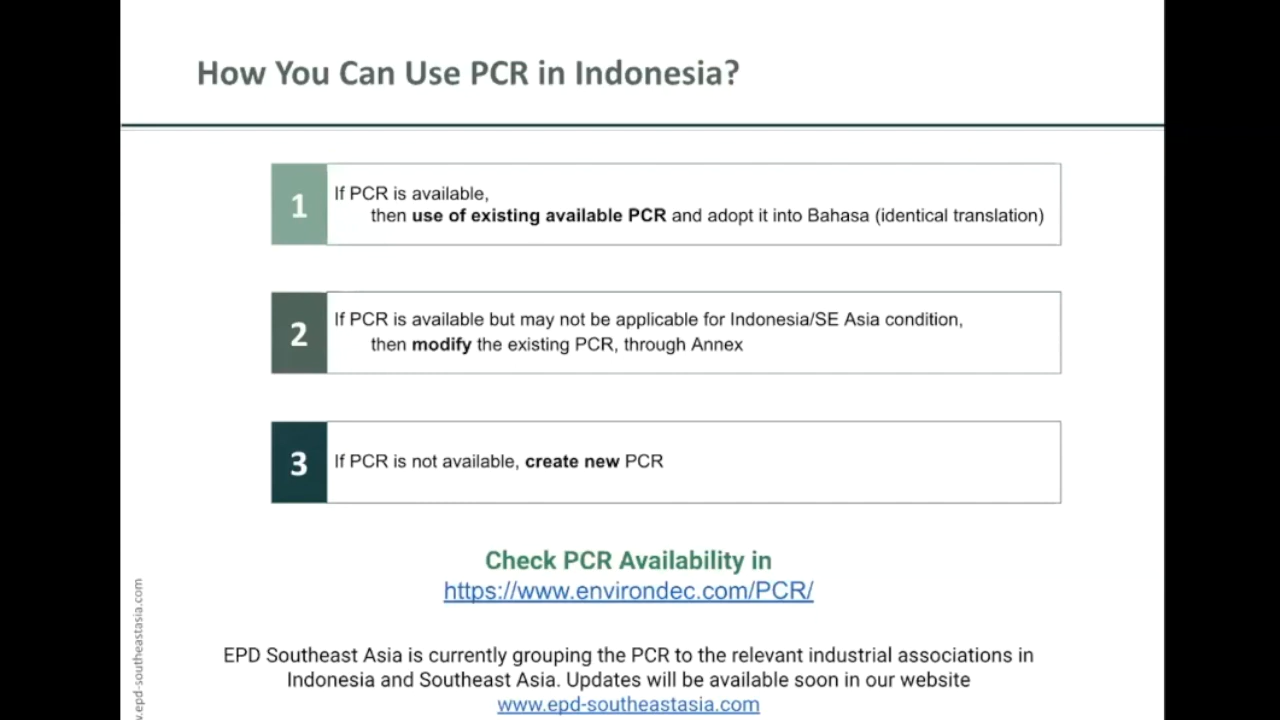 How You Can Use PCR in Indonesia?
1
If PCR is available,
then use of existing available PCR and adopt it into Bahasa (identical translation)
2
If PCR is available but may not be applicable for Indonesia/SE Asia condition,
then modify the existing PCR, through Annex
3
If PCR is not available, create new PCR
Check PCR Availability in
https://www.environdec.com/PCR/
EPD Southeast Asia is currently grouping the PCR to the relevant industrial associations in
Indonesia and Southeast Asia. Updates will be available soon in our website
www.epd-southeastasia.com
w.epd-southeastasia.com